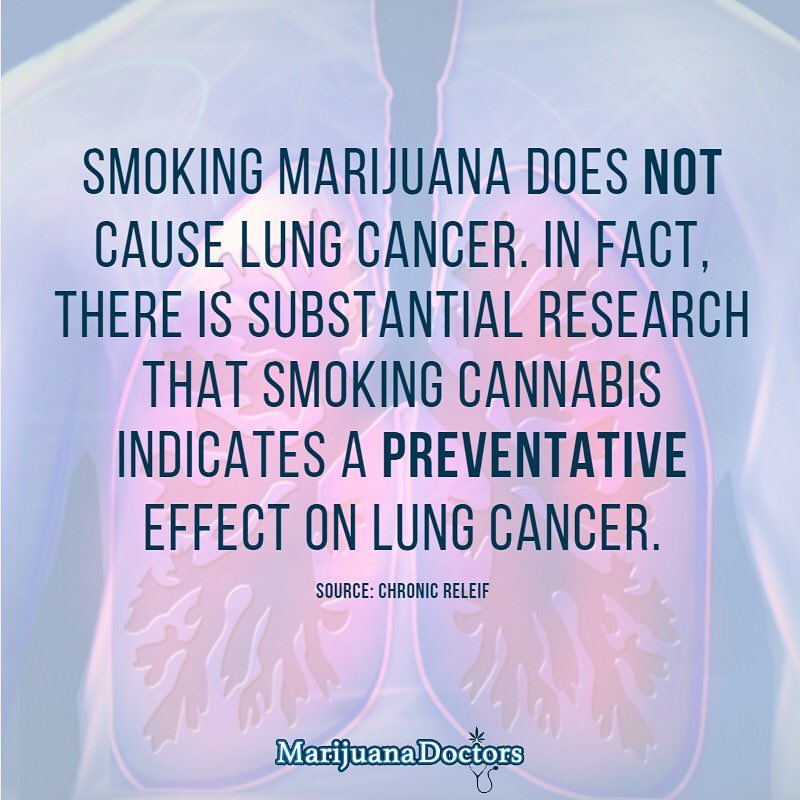 SMOKING MARIJUANA DOES NOT
CAUSE LUNG CANCER. IN FACT,
THERE IS SUBSTANTIAL RESEARCH
THAT SMOKING CANNABIS
INDICATES A PREVENTATIVE
EFFECT ON LUNG CANCER.
SOURCE: CHRONIC RELEIF
MarijuanaDoctors